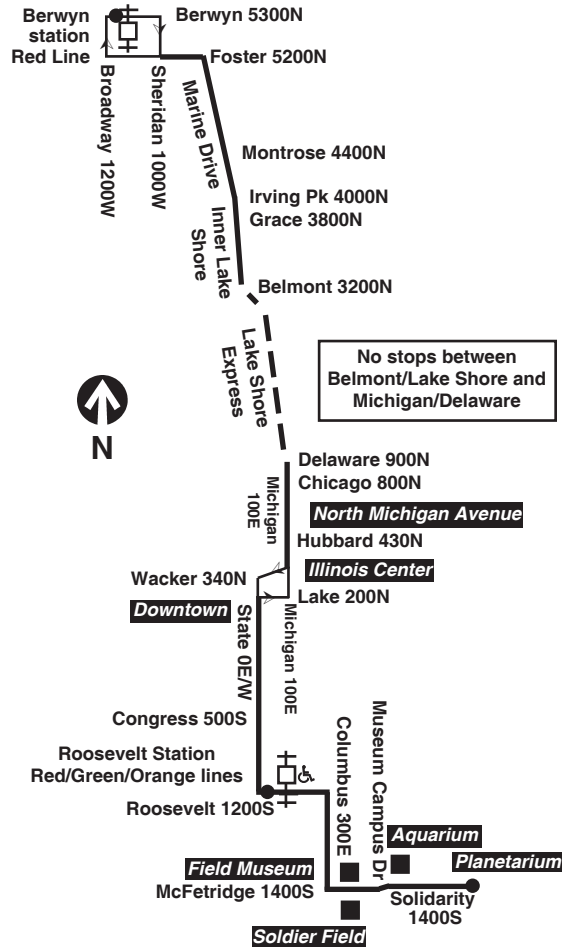 Berwyn
station
Red Line
Berwyn 5300N
Foster 5200N
Broadway 1200W
Sheridan 1000W
Marine Drive
Montrose 4400N
Irving Pk 4000N
Grace 3800N
Inner Lake
Shore
Belmont 3200N
Lake Shore
Express
No stops between
Belmont/Lake Shore and
Michigan/Delaware
N
Delaware 900N
Chicago 800N
Michigan
100E
North Michigan Avenue
Hubbard 430N
Illinois Center
Wacker 340N
Lake 200N
Downtown
State 0E/W
Michigan 100E
Congress 500S
Roosevelt Station
Red/Green/Orange lines
Roosevelt 1200S
Columbus 300E
Museum Campus Dr
Aquarium
Planetarium
Field Museum
McFetridge 1400S
Solidarity
1400S
Soldier Field